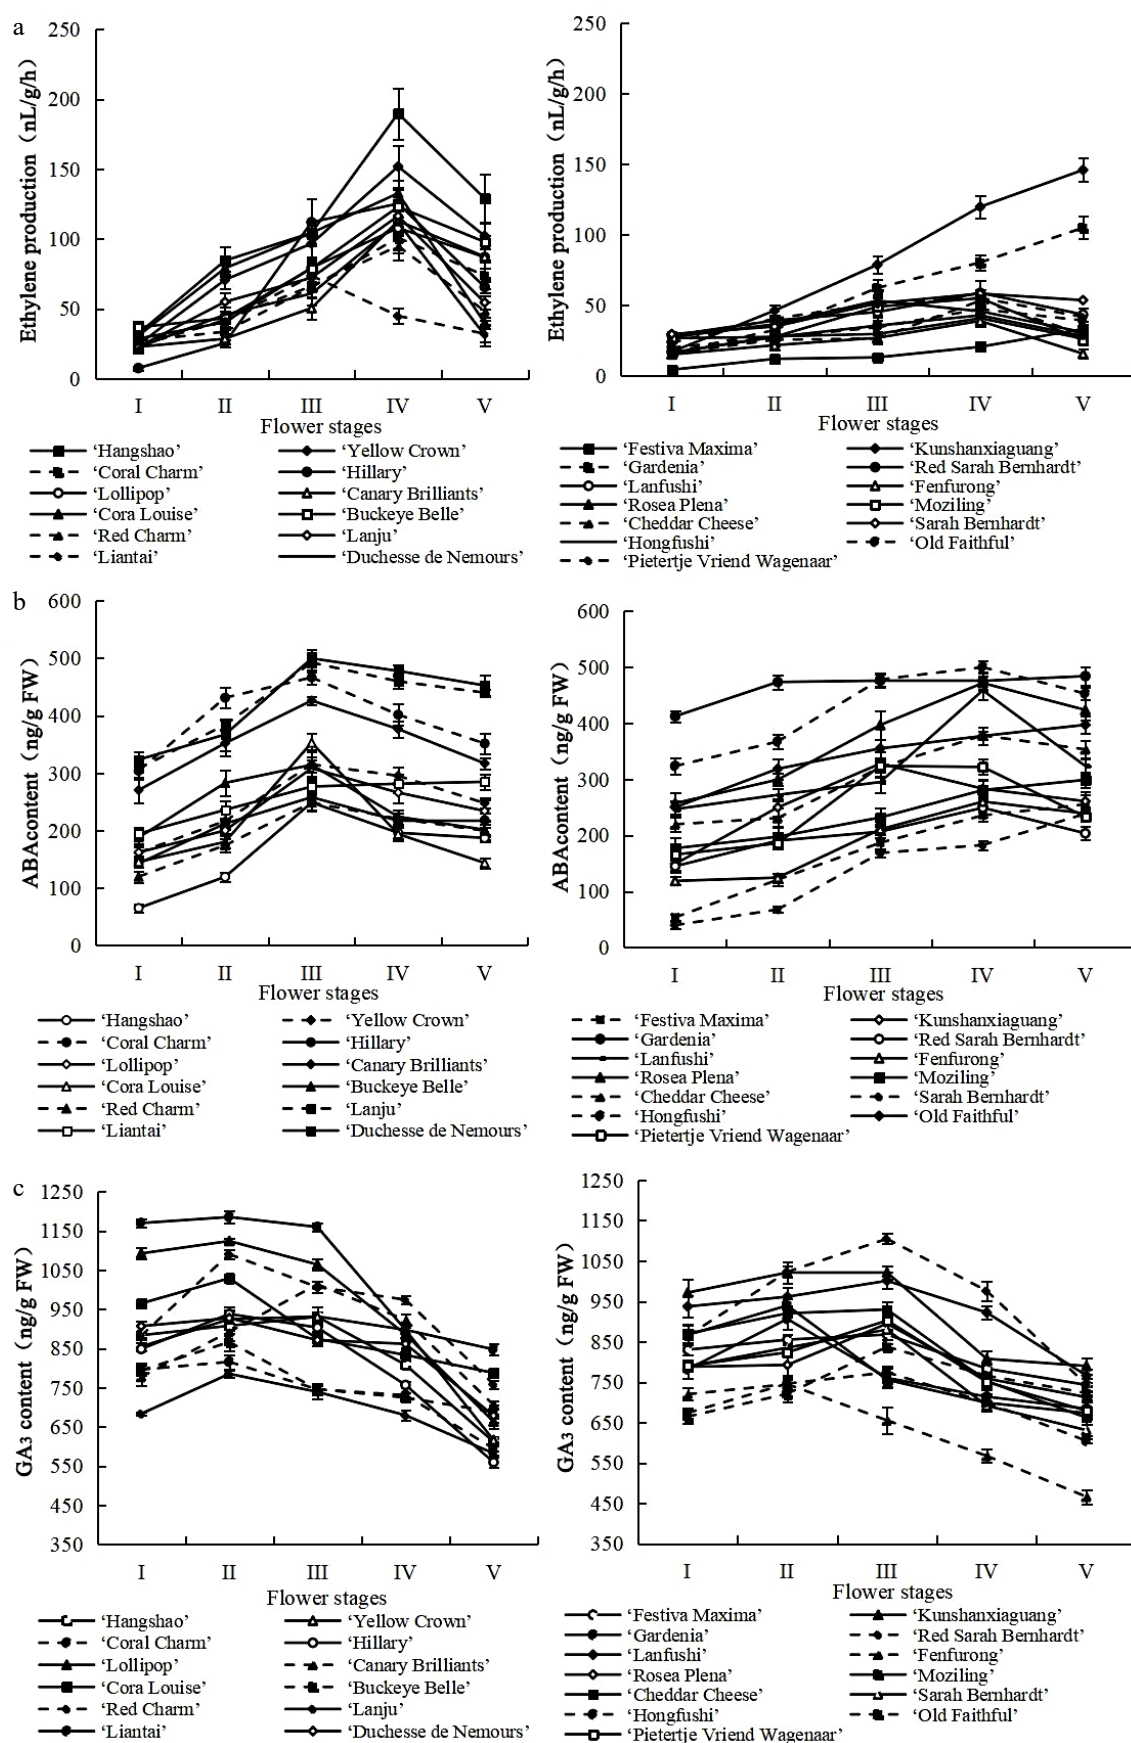 a
Ethylene production (nL/g/h)
250
200
150
100
50
0
I II III IV V
Flower stages
‘Hangshao’ ‘Yellow Crown’
‘Coral Charm’ ‘Hillary’
‘Lollipop’ ‘Canary Brilliants’
‘Cora Louise’ ‘Buckeye Belle’
‘Red Charm’ ‘Lanju’
‘Liantai’ ‘Duchesse de Nemours’
Ethylene production (nL/g/h)
250
200
150
100
50
0
I II III IV V
Flower stages
‘Festiva Maxima’ ‘Kunshanxiaguang’
‘Gardenia’ ‘Red Sarah Bernhardt’
‘Lanfushi’ ‘Fenfurong’
‘Rosea Plena’ ‘Moziling’
‘Cheddar Cheese’ ‘Sarah Bernhardt’
‘Hongfushi’ ‘Old Faithful’
‘Pietertje Vriend Wagenaar’
b
ABAcontent (ng/g FW)
600
500
400
300
200
100
0
I II III IV V
Flower stages
‘Hangshao’ ‘Yellow Crown’
‘Coral Charm’ ‘Hillary’
‘Lollipop’ ‘Canary Brilliants’
‘Cora Louise’ ‘Buckeye Belle’
‘Red Charm’ ‘Lanju’
‘Liantai’ ‘Duchesse de Nemours’
ABAcontent (ng/g FW)
600
500
400
300
200
100
0
I II III IV V
Flower stages
‘Festiva Maxima’ ‘Kunshanxiaguang’
‘Gardenia’ ‘Red Sarah Bernhardt’
‘Lanfushi’ ‘Fenfurong’
‘Rosea Plena’ ‘Moziling’
‘Cheddar Cheese’ ‘Sarah Bernhardt’
‘Hongfushi’ ‘Old Faithful’
‘Pietertje Vriend Wagenaar’
c
GA3 content (ng/g FW)
1250
1150
1050
950
850
750
650
550
450
350
I II III IV V
Flower stages
‘Hangshao’ ‘Yellow Crown’
‘Coral Charm’ ‘Hillary’
‘Lollipop’ ‘Canary Brilliants’
‘Cora Louise’ ‘Buckeye Belle’
‘Red Charm’ ‘Lanju’
‘Liantai’ ‘Duchesse de Nemours’
GA3 content (ng/g FW)
1250
1150
1050
950
850
750
650
550
450
350
I II III IV V
Flower stages
‘Festiva Maxima’ ‘Kunshanxiaguang’
‘Gardenia’ ‘Red Sarah Bernhardt’
‘Lanfushi’ ‘Fenfurong’
‘Rosea Plena’ ‘Moziling’
‘Cheddar Cheese’ ‘Sarah Bernhardt’
‘Hongfushi’ ‘Old Faithful’
‘Pietertje Vriend Wagenaar’